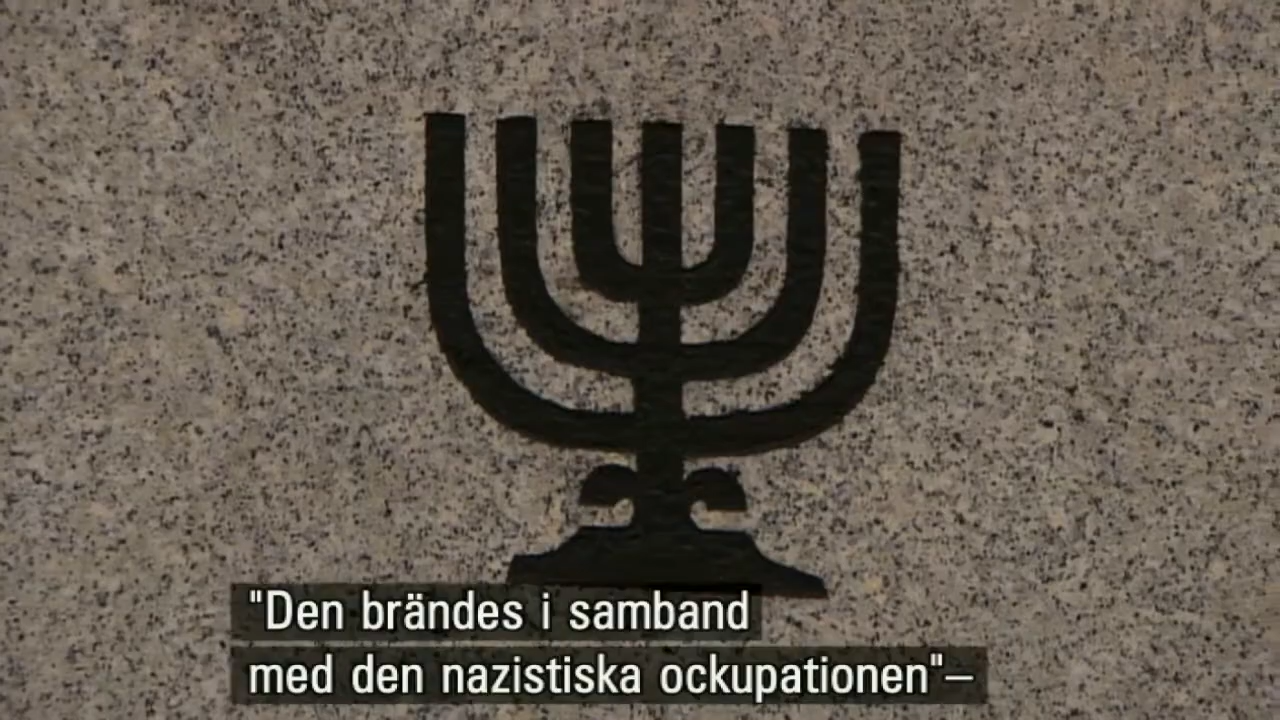 "Den brändes i samband
med den nazistiska ockupationen"–